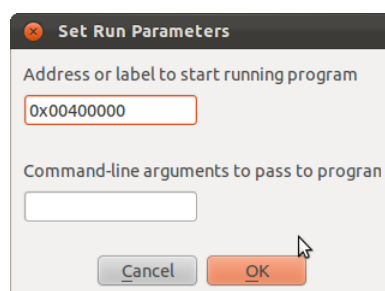 Set Run Parameters
Address or label to start running program
0x00400000
Command-line arguments to pass to progran
Cancel OK